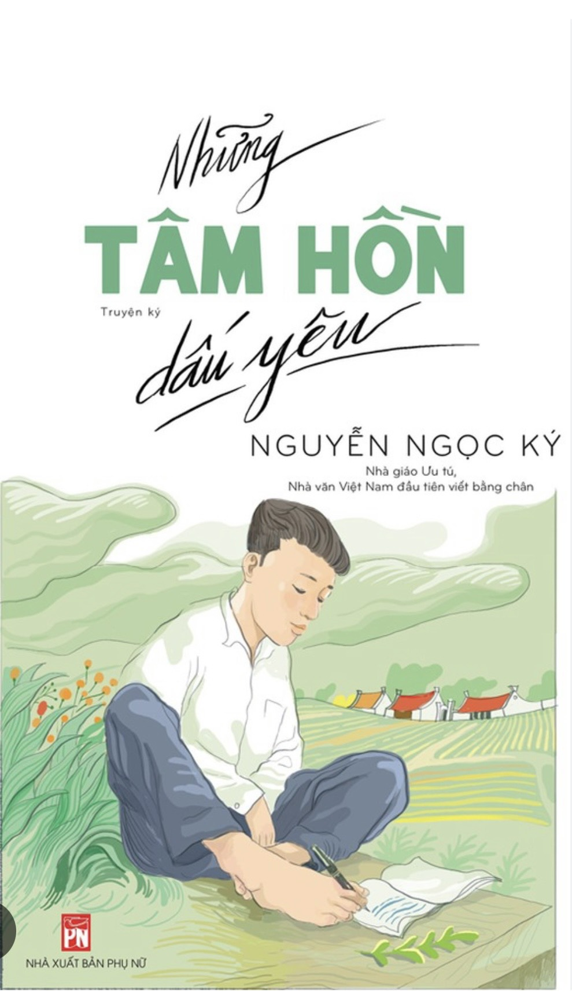 Những
TÂM HỒN
Truyện ký
dấu yêu
NGUYỄN NGỌC KÝ
Nhà giáo Ưu tú,
Nhà văn Việt Nam đầu tiên viết bằng chân
PN
NHÀ XUẤT BẢN PHỤ NỮ